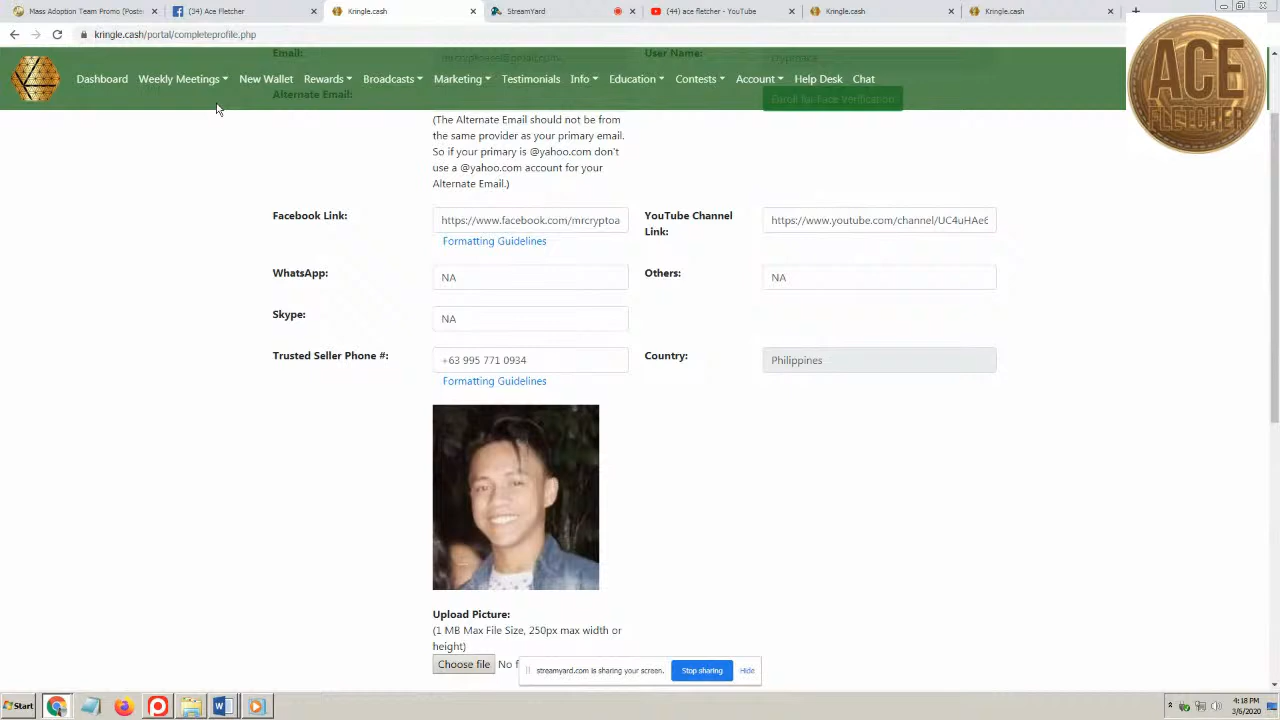 Mass Adoption Team Promo (Poste
(34) Ace Fletcher
Kringle.cash
StreamYard
(44) ace fletcher - YouTube
Kringle.cash
Kringle.cash
kringle.cash/portal/completeprofile.php
Email:
User Name:
Dashboard Weekly Meetings New Wallet Rewards Broadcasts Marketing Testimonials Info Education Contests Account Help Desk Chat
Alternate Email:
Enroll for Face Verification
ACE
FLETCHER
(The Alternate Email should not be from
the same provider as your primary email.
So if your primary is @yahoo.com don't
use a @yahoo.com account for your
Alternate Email.)
Facebook Link:
https://www.facebook.com/mrcryptoa
YouTube Channel
Link:
https://www.youtube.com/channel/UC4uHAe6
Formatting Guidelines
WhatsApp:
NA
Others:
NA
Skype:
NA
Trusted Seller Phone #:
+63 995 771 0934
Country:
Philippines
Formatting Guidelines
Upload Picture:
(1 MB Max File Size, 250px max width or
height)
Choose file No f
streamyard.com is sharing your screen.
Stop sharing
Hide
Start
4:18 PM
3/6/2020